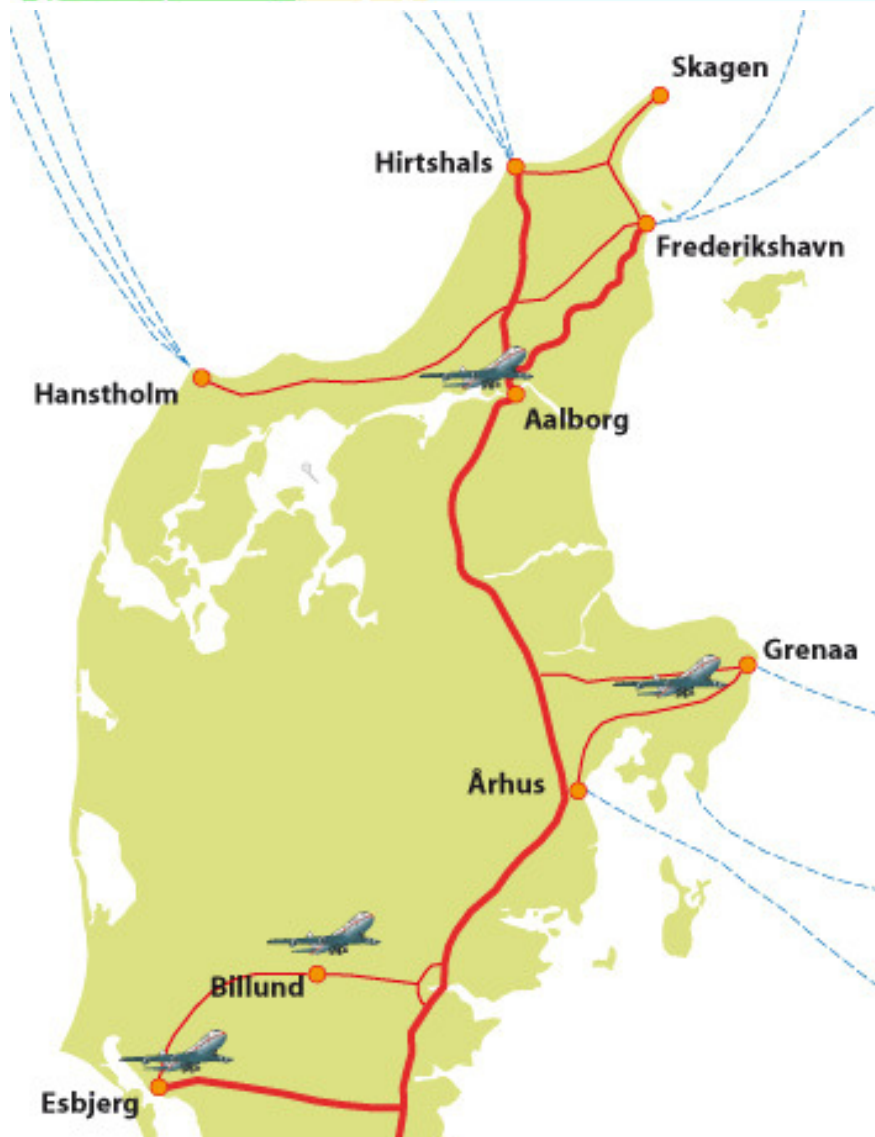 Skagen
Hirtshals
Frederikshavn
Hanstholm
Aalborg
Grenaa
Århus
Billund
Esbjerg